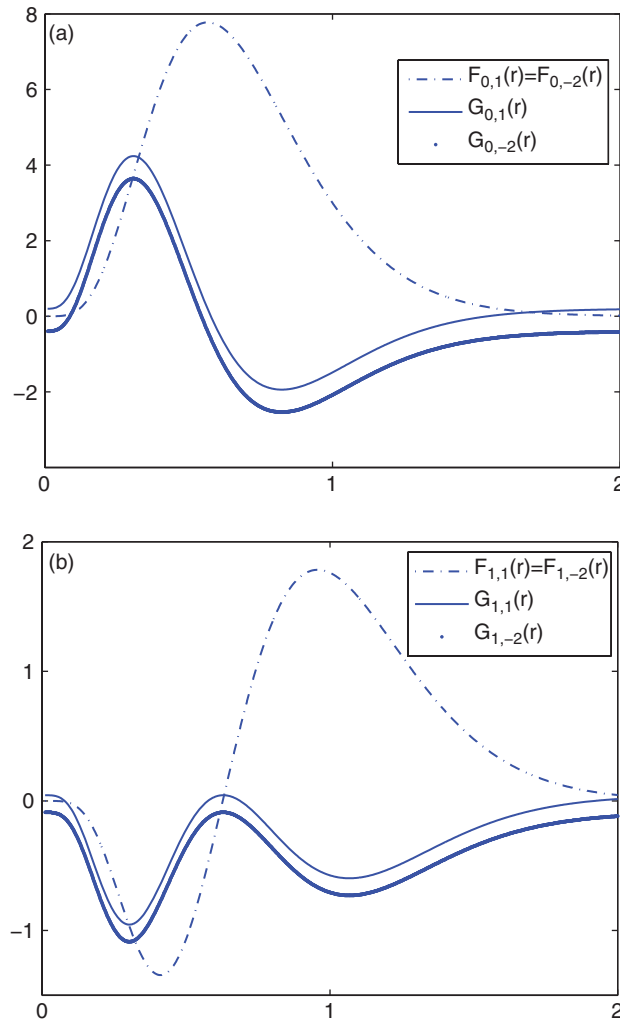 (a)
8
6
4
2
0
−2
0
1
2
F0,1(r)=F0,−2(r)
G0,1(r)
G0,−2(r)
(b)
2
1
0
−1
0
1
2
F1,1(r)=F1,−2(r)
G1,1(r)
G1,−2(r)